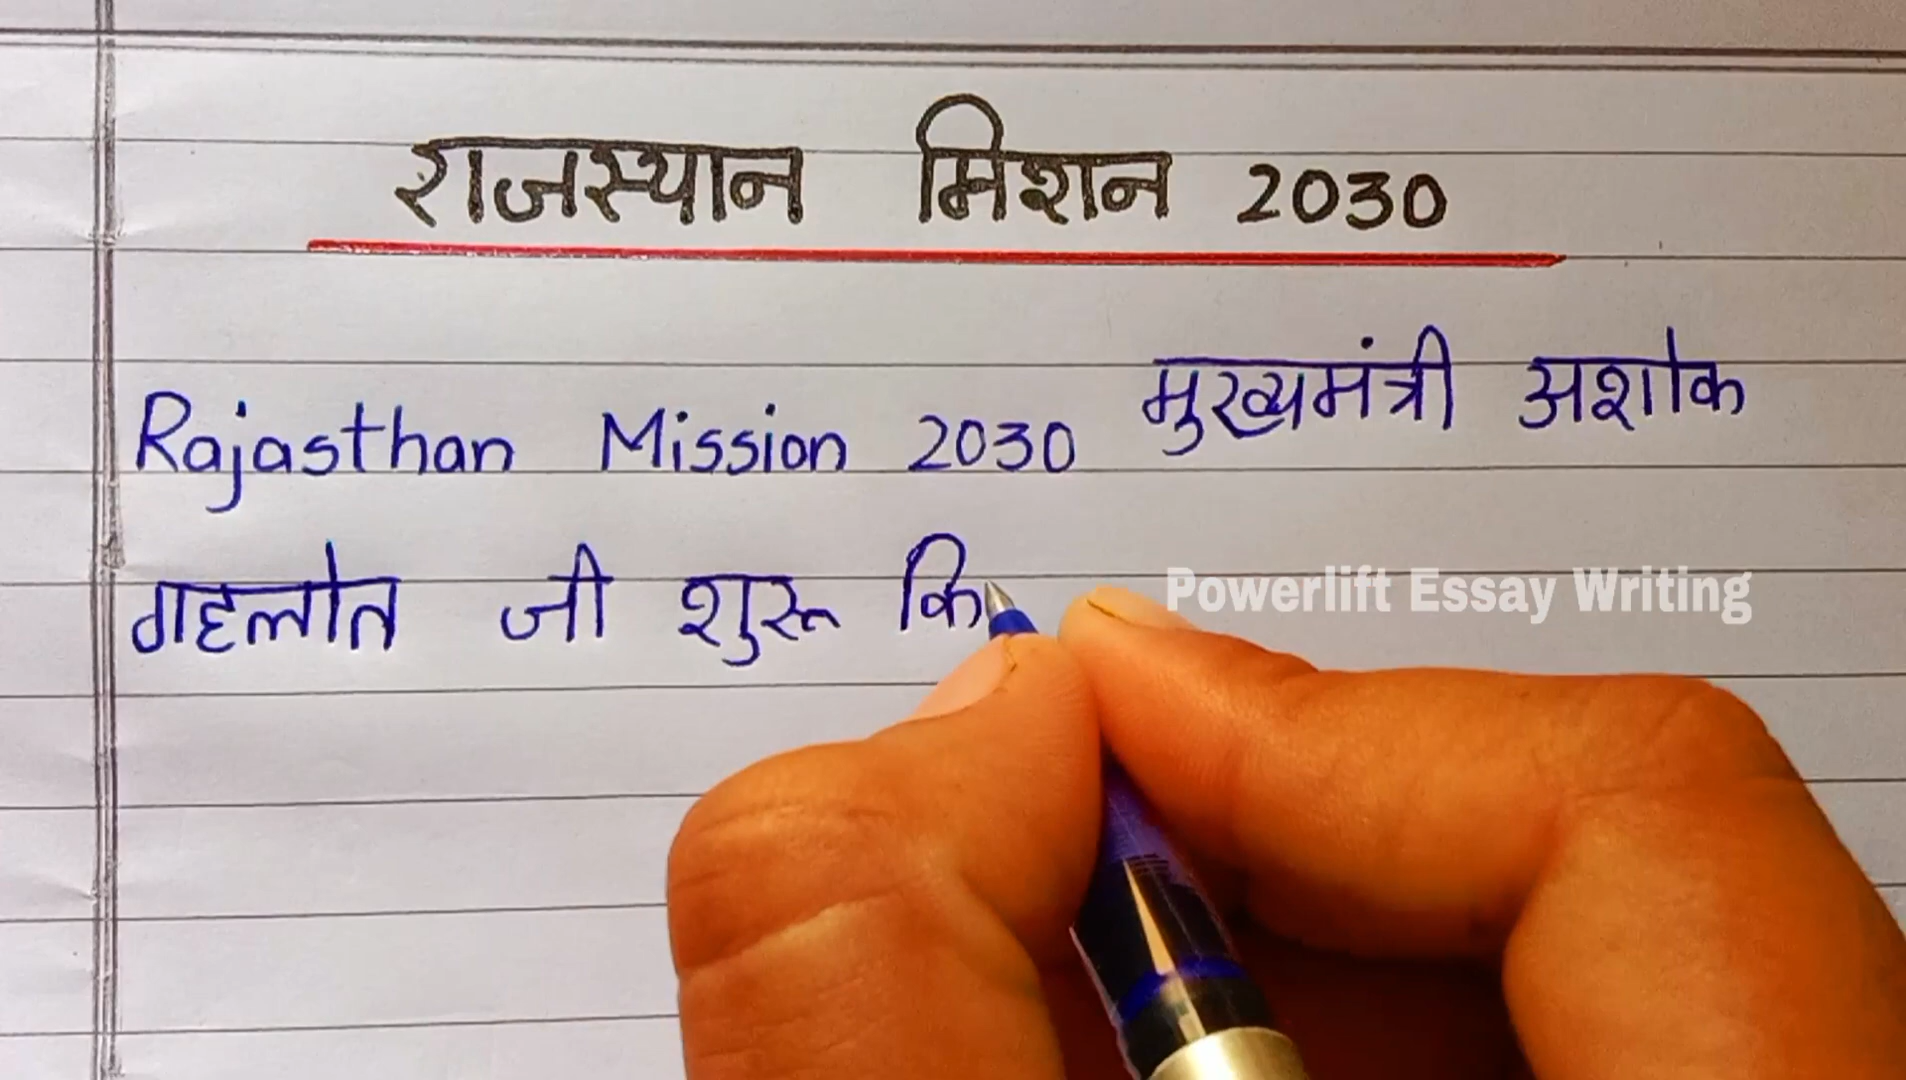 राजस्थान मिशन 2030
Rajasthan Mission 2030 मुख्यमंत्री अशोक
गहलोत जी शुरू कि
Powerlift Essay Writing